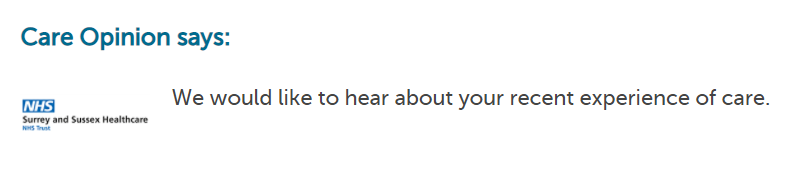 Care Opinion says:
We would like to hear about your recent experience of care.
NHS
Surrey and Sussex Healthcare
NHS Trust